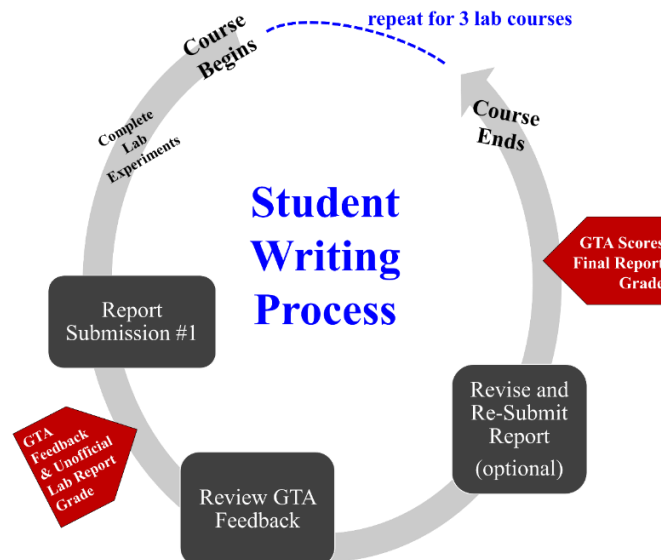 repeat for 3 lab courses
Course
Begins
Complete
Lab
Experiments
Student
Writing
Process
Report
Submission #1
GTA
Feedback
& Unofficial
Lab Report
Grade
Review GTA
Feedback
Revise and
Re-Submit
Report
(optional)
GTA Scores
Final Report
Grade
Course
Ends